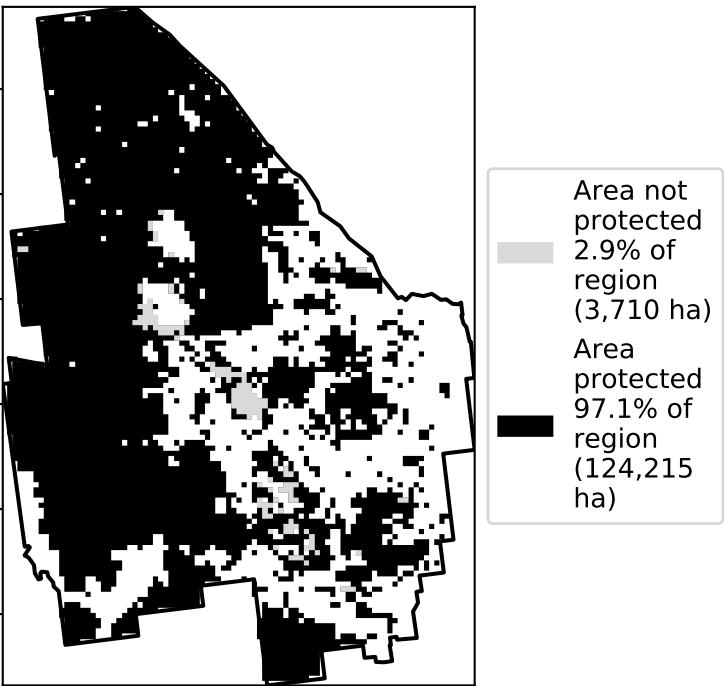 Area not
protected
2.9% of
region
(3,710 ha)
Area
protected
97.1% of
region
(124,215
ha)